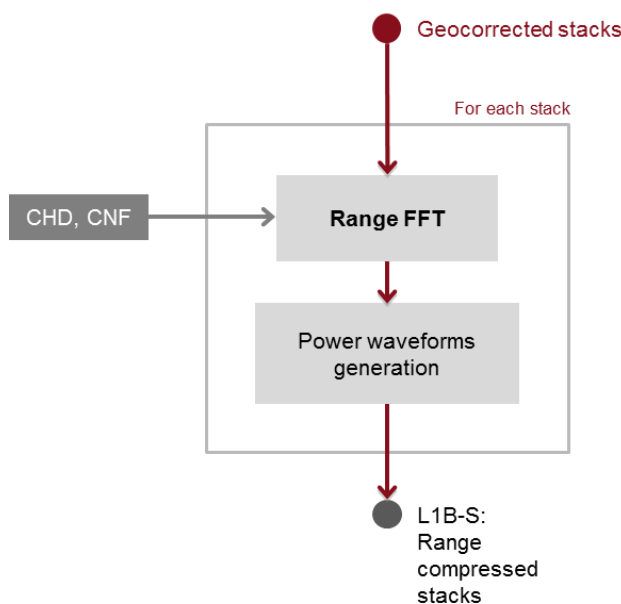 Geocorrected stacks
For each stack
CHD, CNF
Range FFT
Power waveforms
generation
L1B-S:
Range
compressed
stacks